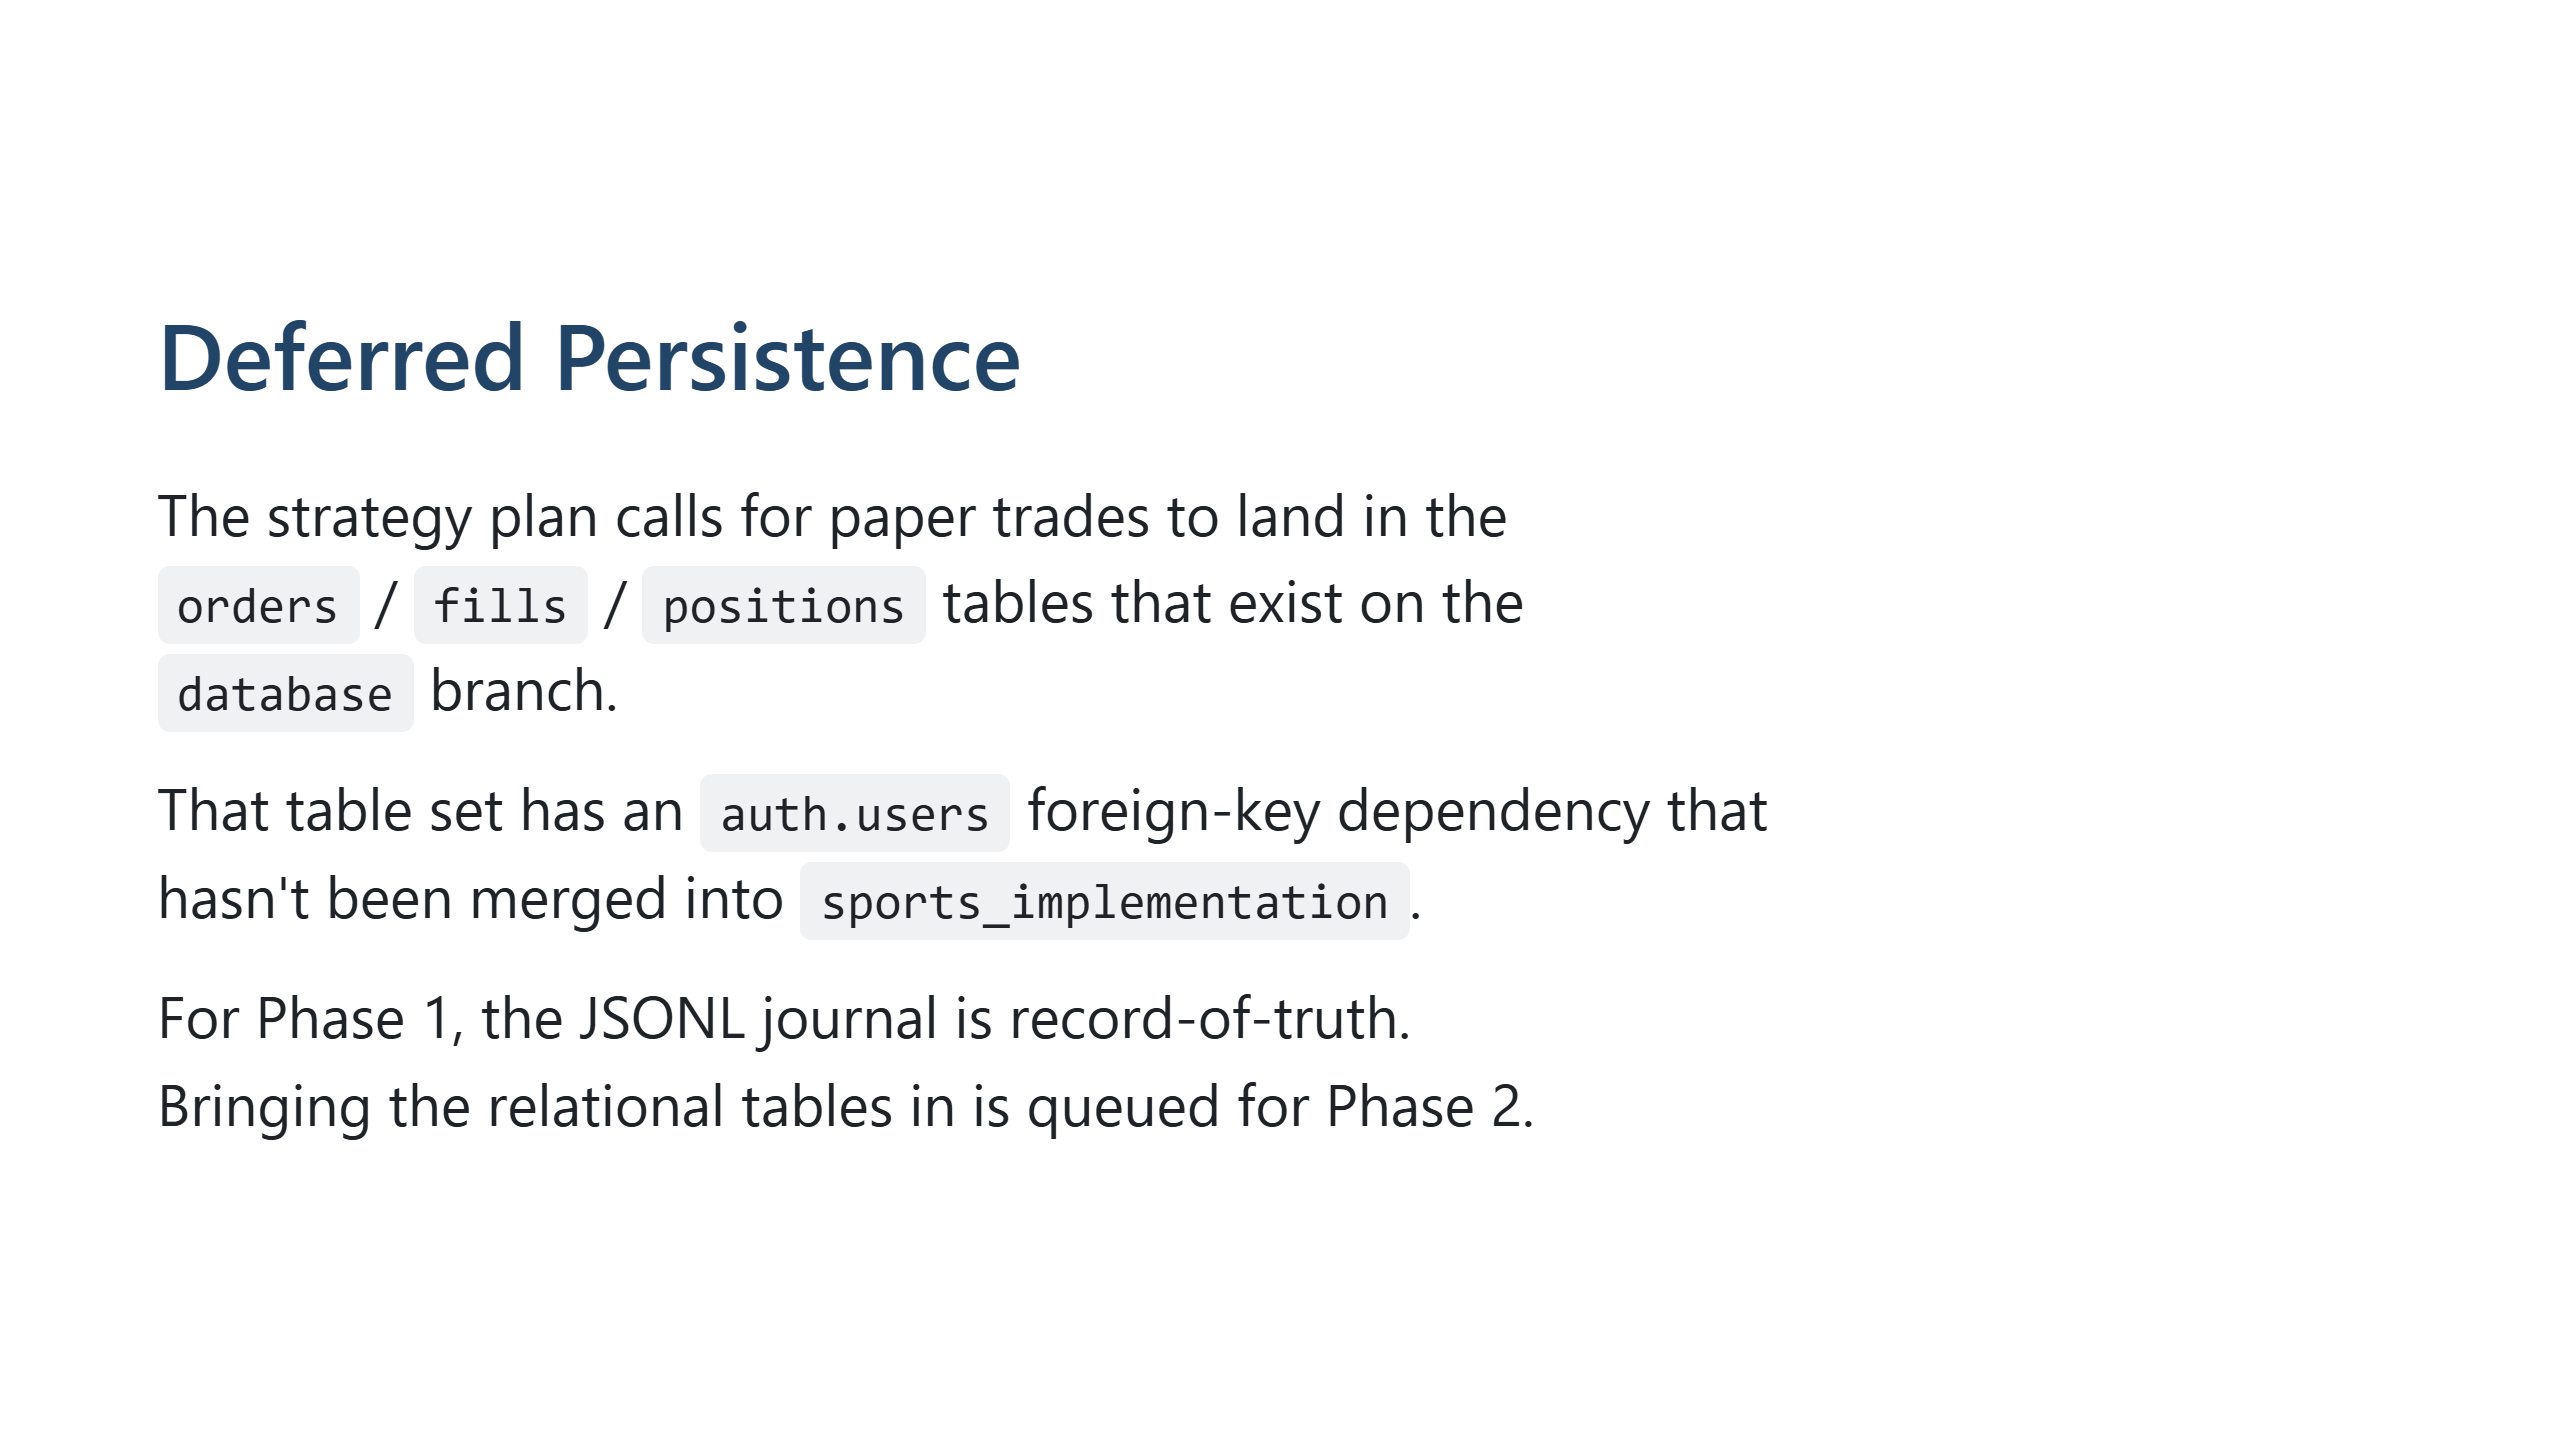 Deferred Persistence
The strategy plan calls for paper trades to land in the
orders / fills / positions tables that exist on the
database branch.
That table set has an auth.users foreign-key dependency that
hasn't been merged into sports_implementation.
For Phase 1, the JSONL journal is record-of-truth.
Bringing the relational tables in is queued for Phase 2.